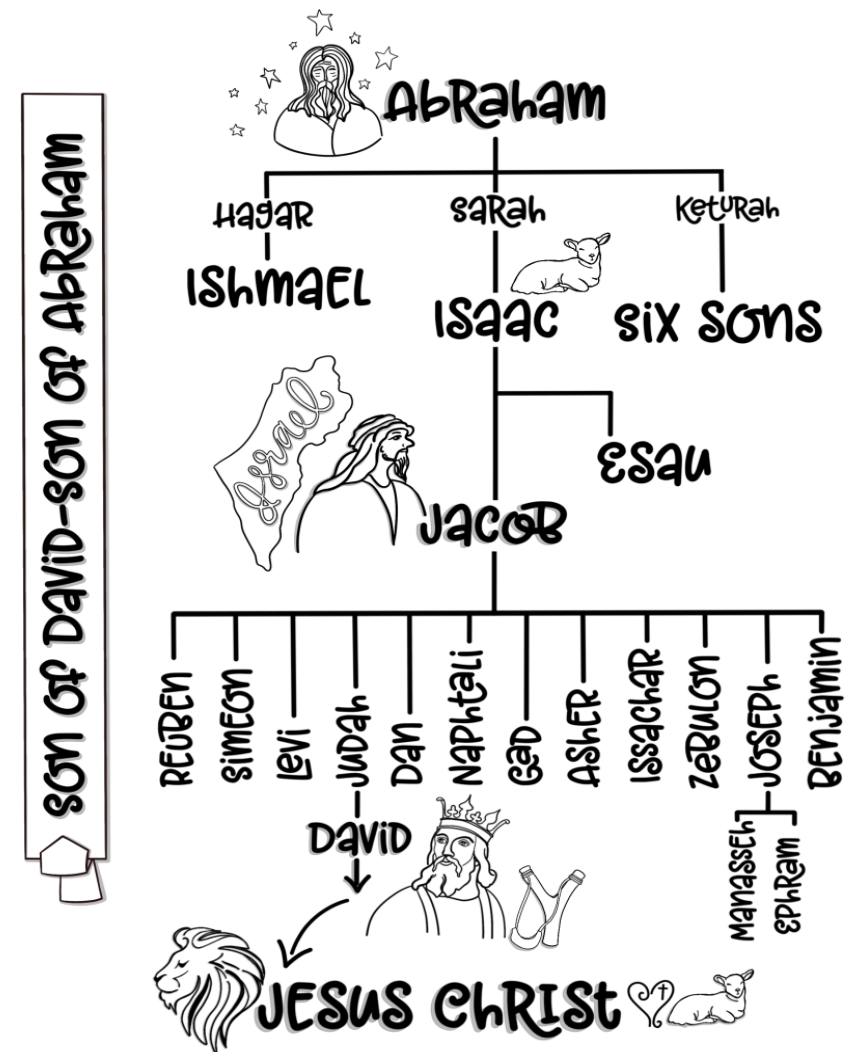 SON OF DAVID-SON OF ABRAHAM
ABRAHAM
HAGAR
SARAH
KETURAH
ISHMAEL
ISAAC
SIX SONS
Israel
ESAU
JACOB
REUBEN
SIMEON
LEVI
JUDAH
DAN
NAPHTALI
GAD
ASHER
ISSACHAR
ZEBULON
JOSEPH
BENJAMIN
DAVID
MANASSEH
EPHRAM
JESUS CHRIST